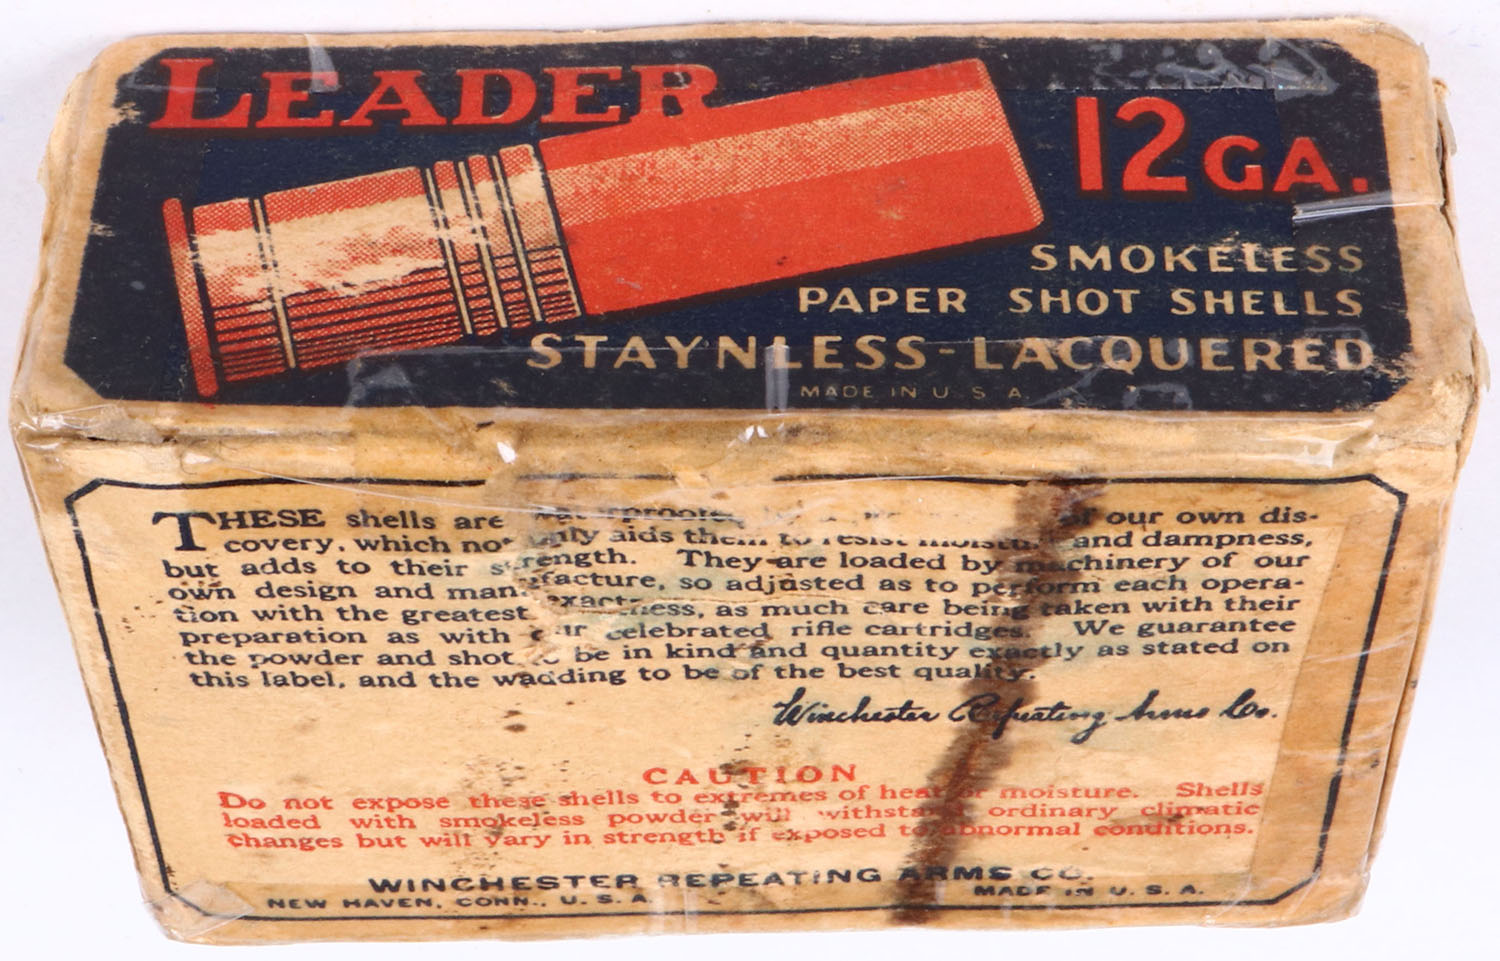 LEADER
12 GA.
SMOKELESS
PAPER SHOT SHELLS
STAYNLESS-LACQUERED
MADE IN U. S. A.
THESE shells are of our own dis-
covery, which not only aids them to resist moisture and dampness,
but adds to their strength. They are loaded by machinery of our
own design and manufacture, so adjusted as to perform each opera-
tion with the greatest exactness, as much care being taken with their
preparation as with our celebrated rifle cartridges. We guarantee
the powder and shot to be in kind and quantity exactly as stated on
this label, and the wadding to be of the best quality.
Winchester Repeating Arms Co.
CAUTION
Do not expose these shells to extremes of heat or moisture. Shells
loaded with smokeless powder will withstand ordinary climatic
changes but will vary in strength if exposed to abnormal conditions.
WINCHESTER REPEATING ARMS CO.
NEW HAVEN, CONN., U. S. A. MADE IN U. S. A.